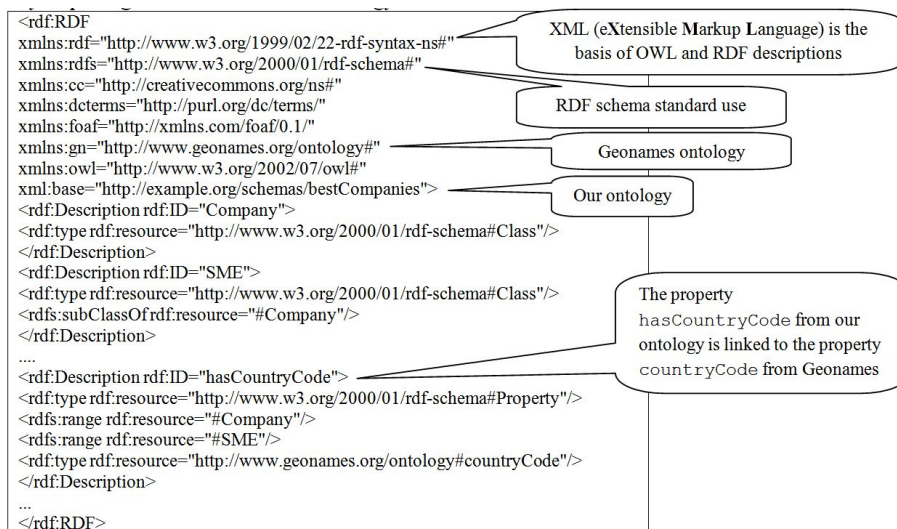 <rdf:RDF
xmlns:rdf="http://www.w3.org/1999/02/22-rdf-syntax-ns#"
xmlns:rdfs="http://www.w3.org/2000/01/rdf-schema#"
xmlns:cc="http://creativecommons.org/ns#"
xmlns:dcterms="http://purl.org/dc/terms/"
xmlns:foaf="http://xmlns.com/foaf/0.1/"
xmlns:gn="http://www.geonames.org/ontology#"
xmlns:owl="http://www.w3.org/2002/07/owl#"
xml:base="http://example.org/schemas/bestCompanies">
<rdf:Description rdf:ID="Company">
<rdf:type rdf:resource="http://www.w3.org/2000/01/rdf-schema#Class"/>
</rdf:Description>
<rdf:Description rdf:ID="SME">
<rdf:type rdf:resource="http://www.w3.org/2000/01/rdf-schema#Class"/>
<rdfs:subClassOf rdf:resource="#Company"/>
</rdf:Description>
....
<rdf:Description rdf:ID="hasCountryCode">
<rdf:type rdf:resource="http://www.w3.org/2000/01/rdf-schema#Property"/>
<rdfs:range rdf:resource="#Company"/>
<rdfs:range rdf:resource="#SME"/>
<rdf:type rdf:resource="http://www.geonames.org/ontology#countryCode"/>
</rdf:Description>
...
</rdf:RDF>
XML (eXtensible Markup Language) is the
basis of OWL and RDF descriptions
RDF schema standard use
Geonames ontology
Our ontology
The property
hasCountryCode from our
ontology is linked to the property
countryCode from Geonames